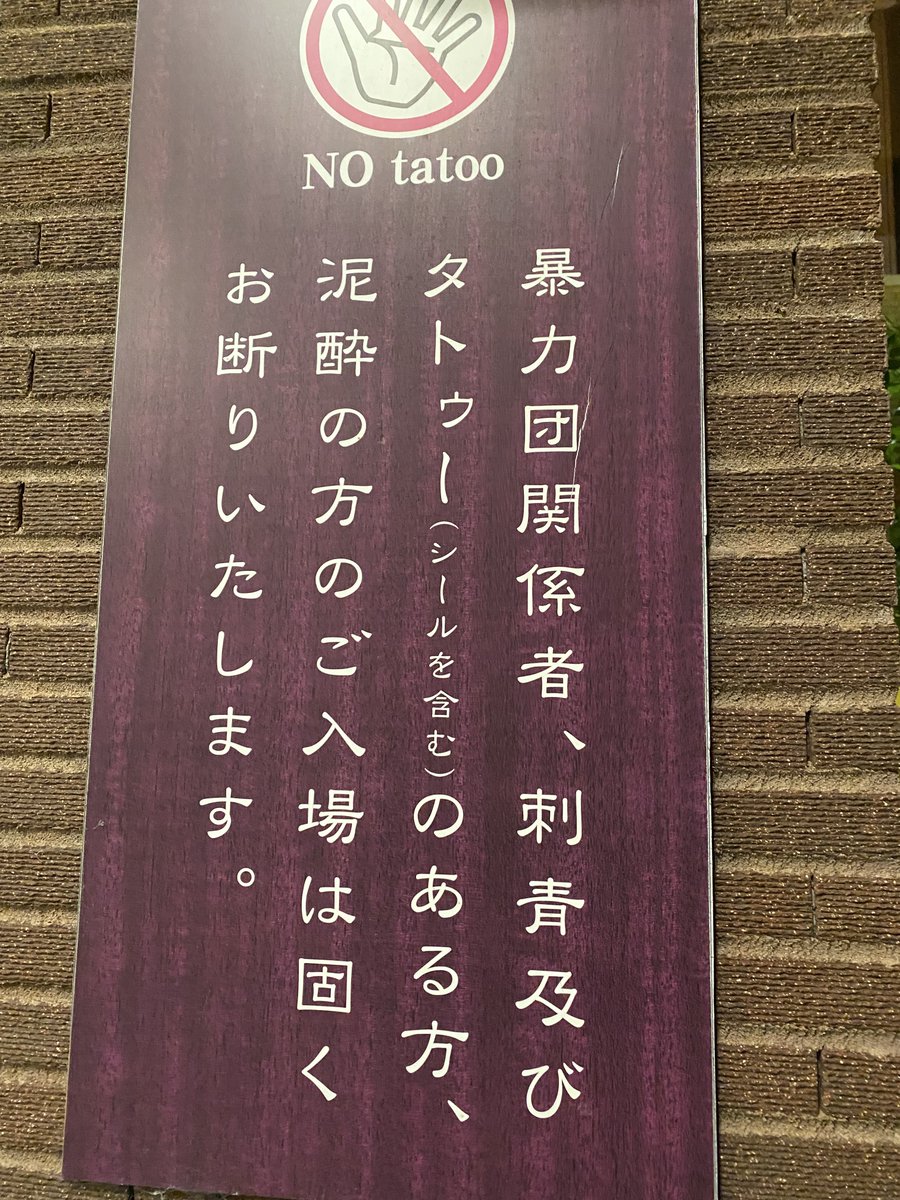 NO tatoo
暴力団関係者、刺青及び
タトゥー(シールを含む)のある方、
泥酔の方のご入場は固く
お断りいたします。